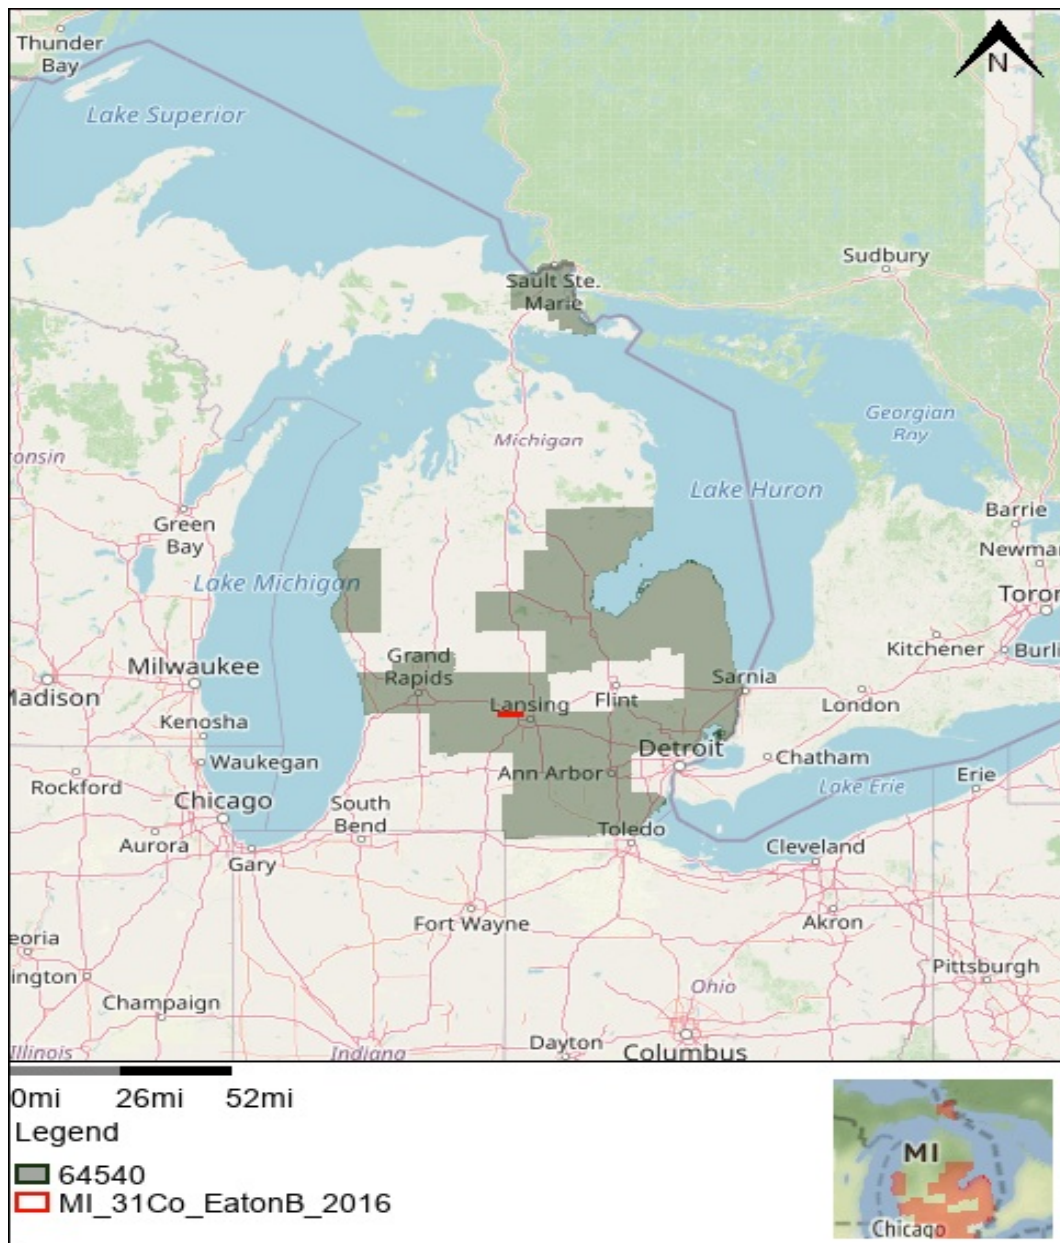 Thunder
Bay
Lake Superior
N
Sudbury
Sault Ste.
Marie
Georgian
Bay
Michigan
onsin
Lake Huron
Barrie
Green
Bay
Newma
Lake Michigan
Toron
Kitchener
Burli
Grand
Rapids
Milwaukee
Sarnia
Madison
Lansing
Flint
London
Kenosha
Detroit
Waukegan
Ann Arbor
Chatham
Rockford
Lake Erie
Erie
Chicago
South
Bend
Toledo
Aurora
Gary
Cleveland
Fort Wayne
Akron
eoria
ington
Pittsburgh
Champaign
Ohio
Illinois
Indiana
Dayton
Columbus
0mi 26mi 52mi
Legend
64540
MI_31Co_EatonB_2016
MI
Chicago